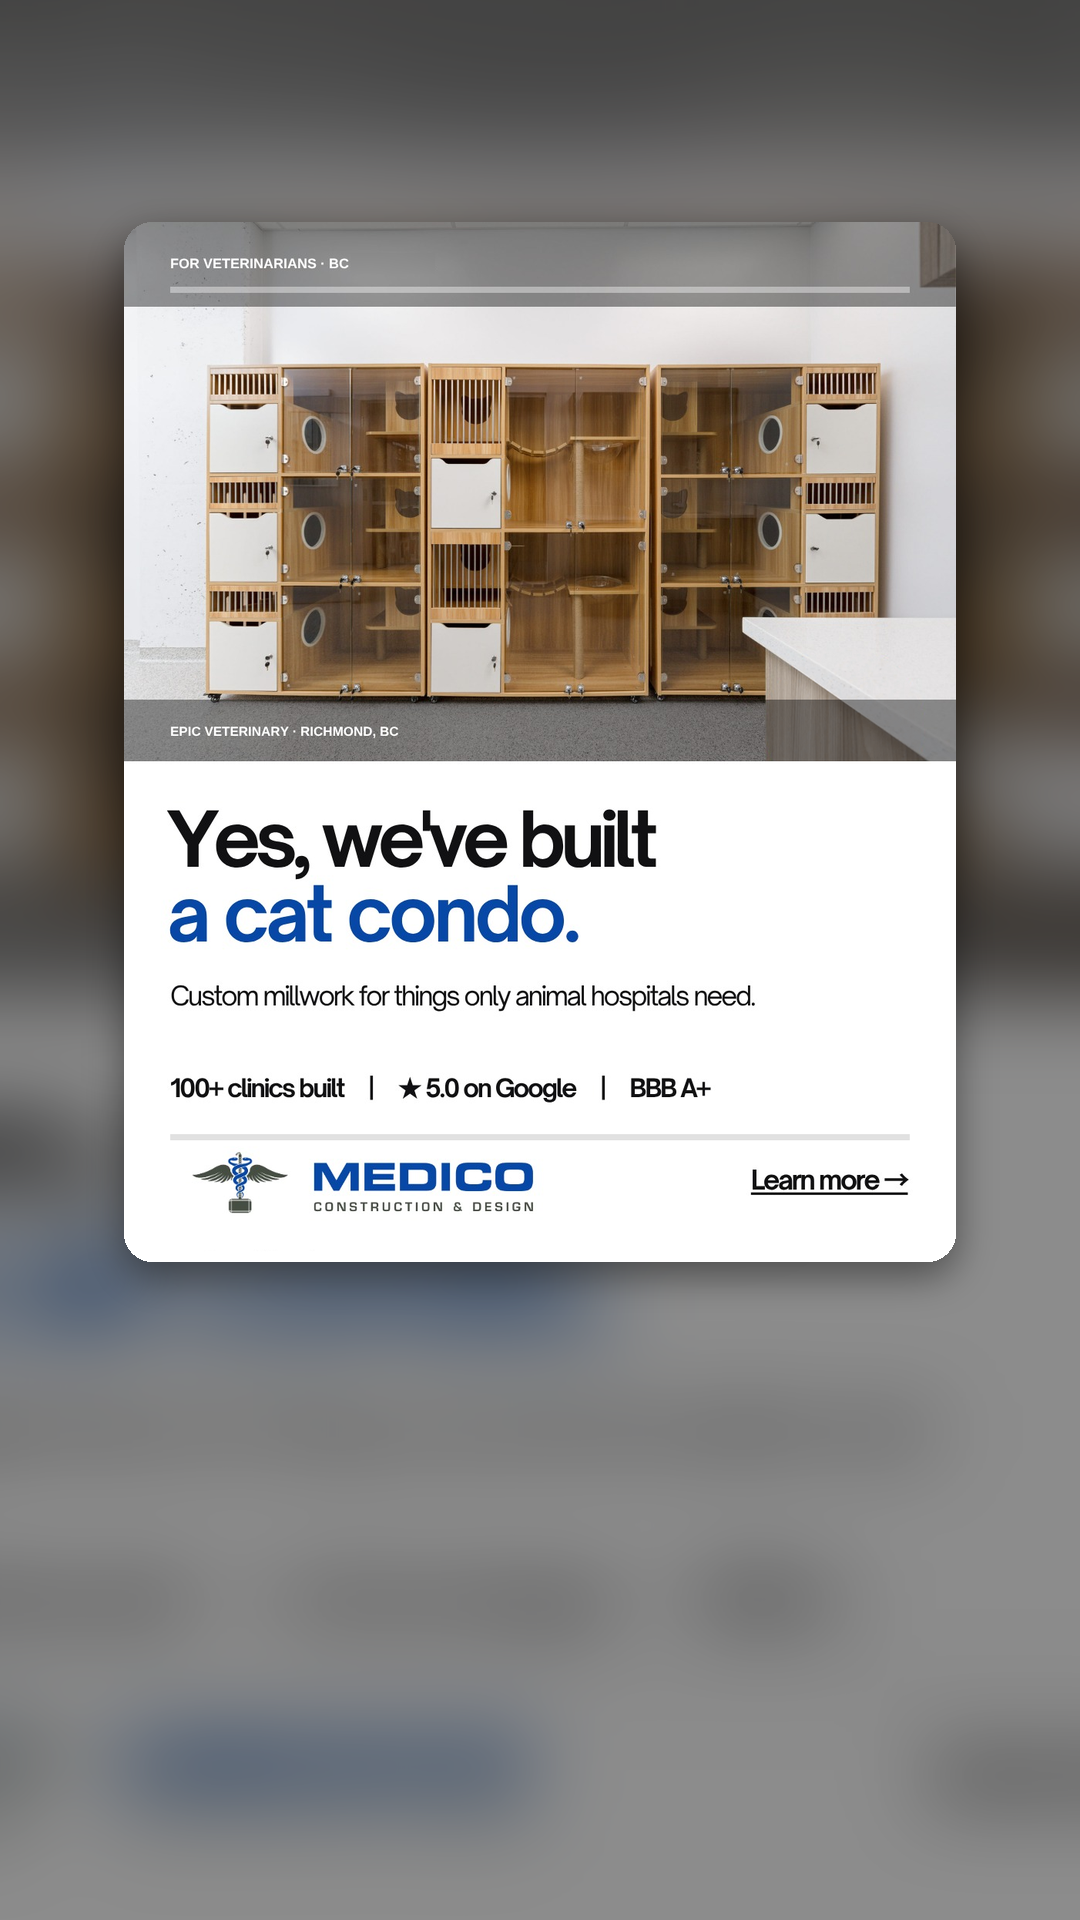 FOR VETERINARIANS · BC
EPIC VETERINARY · RICHMOND, BC
Yes, we've built
a cat condo.
Custom millwork for things only animal hospitals need.
100+ clinics built | ★ 5.0 on Google | BBB A+
MEDICO
CONSTRUCTION & DESIGN
Learn more →